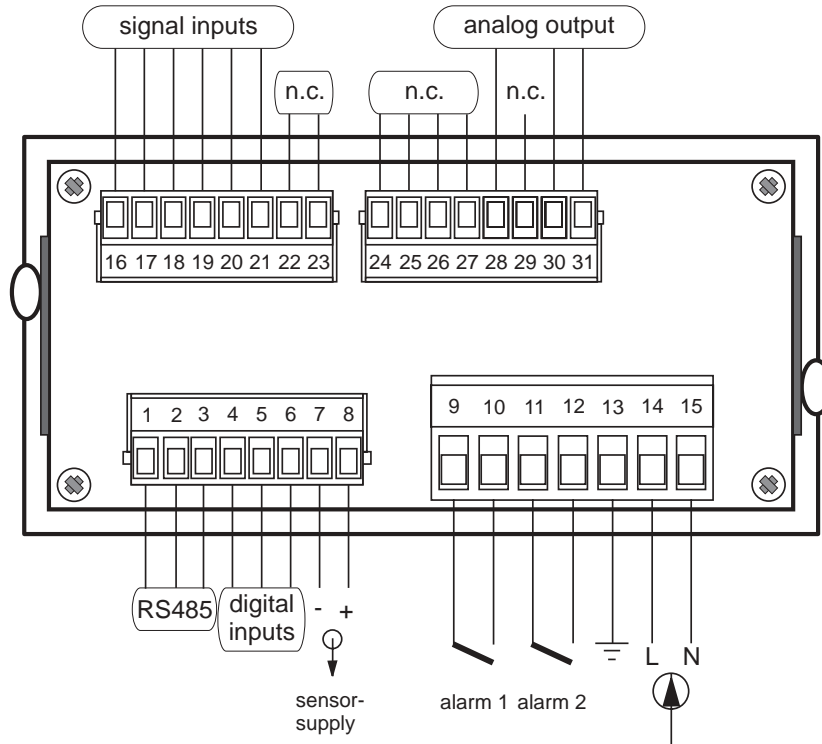 signal inputs
analog output
n.c.
n.c.
n.c.
16 17 18 19 20 21 22 23
24 25 26 27 28 29 30 31
1 2 3 4 5 6 7 8
9 10 11 12 13 14 15
RS485
digital
inputs
- +
sensor-
supply
alarm 1
alarm 2
L N